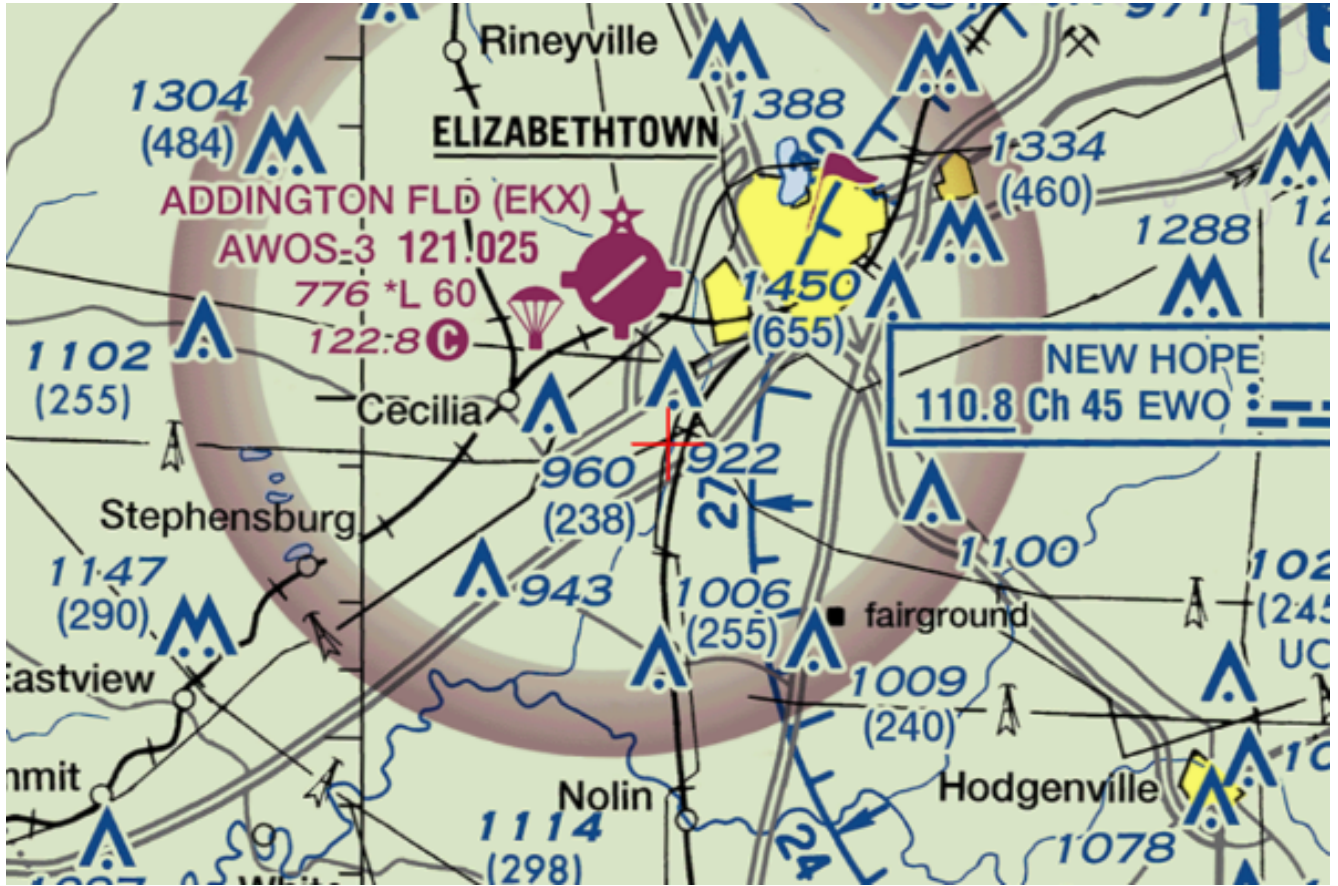 Rineyville
1304
(484)
1388
ELIZABETHTOWN
1334
(460)
ADDINGTON FLD (EKX)
AWOS-3 121.025
776 *L 60
122.8 C
1288
1450
(655)
1102
(255)
NEW HOPE
110.8 Ch 45 EWO
Cecilia
960
(238)
922
27
Stephensburg
1100
1147
(290)
943
1006
(255)
fairground
Eastview
1009
(240)
Nolin
Hodgenville
1114
(298)
24
1078